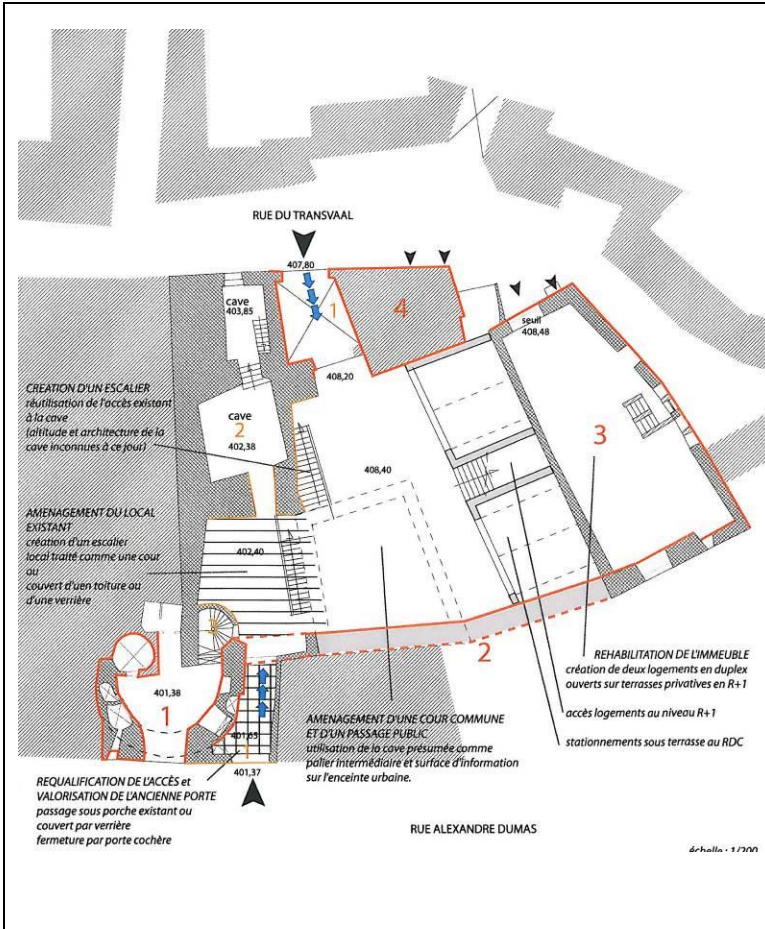 RUE DU TRANSVAAL
407,80
cave
403,85
1
4
seuil
408,48
408,20
CREATION D'UN ESCALIER
réutilisation de l'accès existant
à la cave
(altitude et architecture de la
cave inconnues à ce jour)
cave
2
402,38
3
408,40
AMENAGEMENT DU LOCAL
EXISTANT
création d'un escalier
local traité comme une cour
ou
couvert d'uen toiture ou
d'une verrière
402,40
3
2
REHABILITATION DE L'IMMEUBLE
création de deux logements en duplex
ouverts sur terrasses privatives en R+1
accès logements au niveau R+1
stationnements sous terrasse au RDC
401,38
1
401,65
1
401,37
AMENAGEMENT D'UNE COUR COMMUNE
ET D'UN PASSAGE PUBLIC
utilisation de la cave présumée comme
palier intermédiaire et surface d'information
sur l'enceinte urbaine.
REQUALIFICATION DE L'ACCÈS et
VALORISATION DE L'ANCIENNE PORTE
passage sous porche existant ou
couvert par verrière
fermeture par porte cochère
RUE ALEXANDRE DUMAS
échelle : 1/200